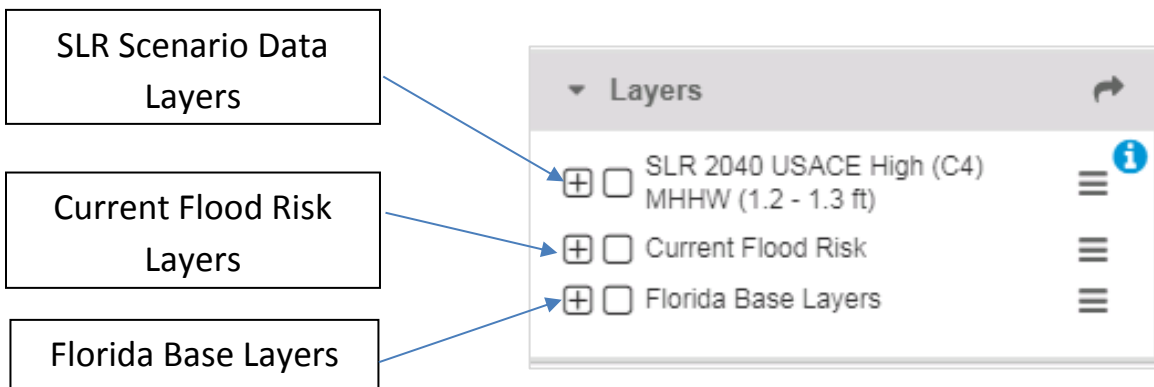 SLR Scenario Data
Layers
Current Flood Risk
Layers
Florida Base Layers
Layers
SLR 2040 USACE High (C4)
MHHW (1.2 - 1.3 ft)
Current Flood Risk
Florida Base Layers